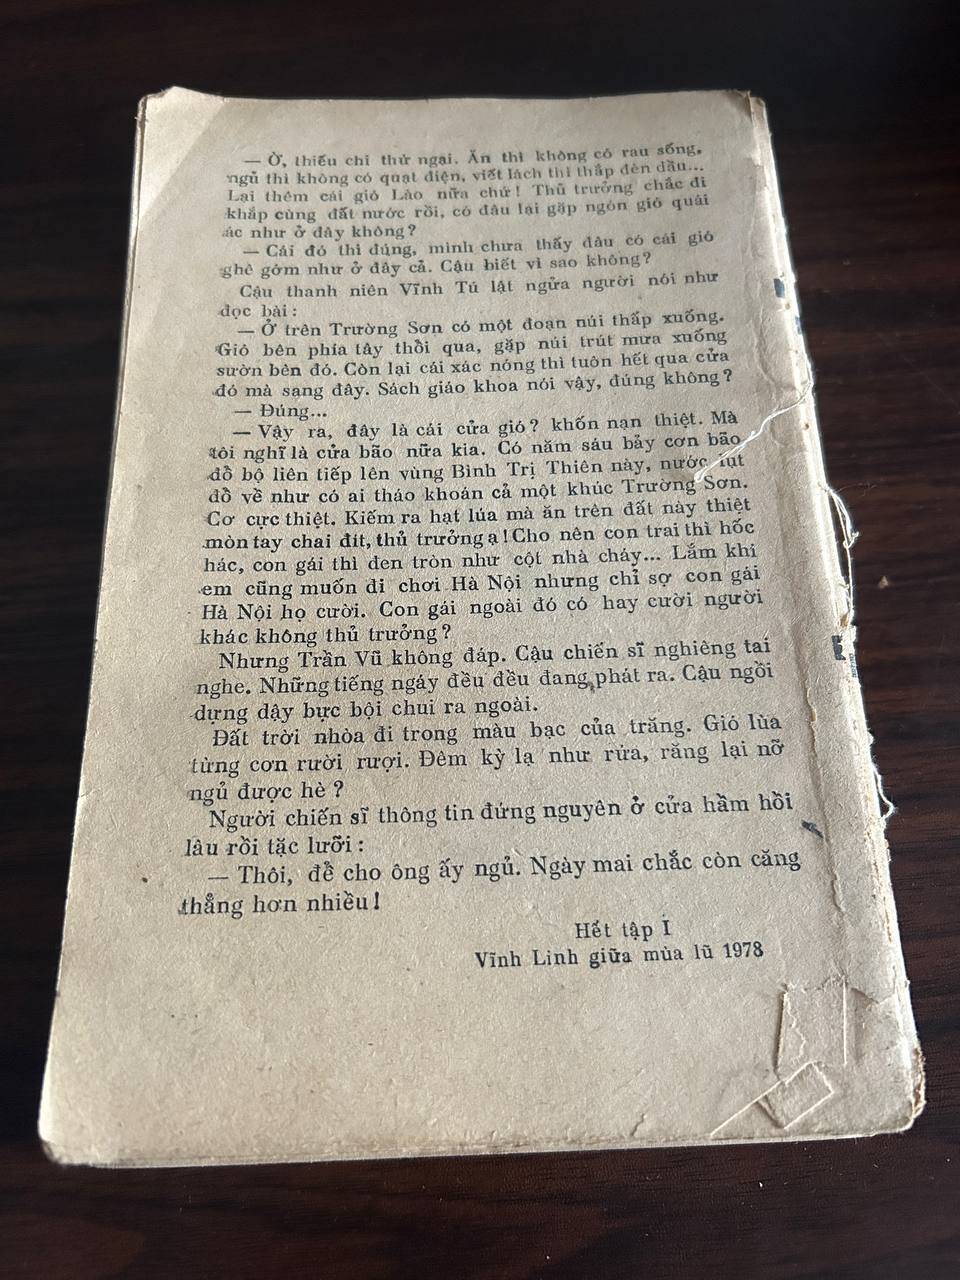 — Ờ, thiếu chi thứ ngại. Ăn thì không có rau sống,
ngủ thì không có quạt điện, viết lách thì thắp đèn dầu...
Lại thêm cái gió Lào nữa chứ! Thủ trưởng chắc đi
khắp cùng đất nước rồi, có đâu lại gặp ngón gió quái
ác như ở đây không?
— Cái đó thì đúng, mình chưa thấy đâu có cái gió
ghê gớm như ở đây cả. Cậu biết vì sao không?
Cậu thanh niên Vĩnh Tú lật ngửa người nói như
đọc bài:
— Ở trên Trường Sơn có một đoạn núi thấp xuống.
Gió bên phía tây thổi qua, gặp núi trút mưa xuống
sườn bên đó. Còn lại cái xác nóng thì tuôn hết qua cửa
đó mà sang đây. Sách giáo khoa nói vậy, đúng không?
— Đúng...
— Vậy ra, đây là cái cửa gió? khốn nạn thiệt. Mà
tôi nghĩ là cửa bão nữa kia. Có năm sáu bảy cơn bão
đổ bộ liên tiếp lên vùng Bình Trị Thiên này, nước lụt
đổ về như có ai tháo khoán cả một khúc Trường Sơn.
Cơ cực thiệt. Kiếm ra hạt lúa mà ăn trên đất này thiệt
mòn tay chai đít, thủ trưởng ạ! Cho nên con trai thì hốc
hác, con gái thì đen tròn như cột nhà cháy... Lắm khi
em cũng muốn đi chơi Hà Nội nhưng chỉ sợ con gái
Hà Nội họ cười. Con gái ngoài đó có hay cười người
khác không thủ trưởng?
Nhưng Trần Vũ không đáp. Cậu chiến sĩ nghiêng tai
nghe. Những tiếng ngáy đều đều đang phát ra. Cậu ngồi
dựng dậy bực bội chui ra ngoài.
Đất trời nhòa đi trong màu bạc của trăng. Gió lùa
từng cơn rười rượi. Đêm kỳ lạ như rứa, răng lại nỡ
ngủ được hè?
Người chiến sĩ thông tin đứng nguyên ở cửa hầm hồi
lâu rồi tặc lưỡi:
— Thôi, để cho ông ấy ngủ. Ngày mai chắc còn căng
thẳng hơn nhiều!
Hết tập I
Vĩnh Linh giữa mùa lũ 1978